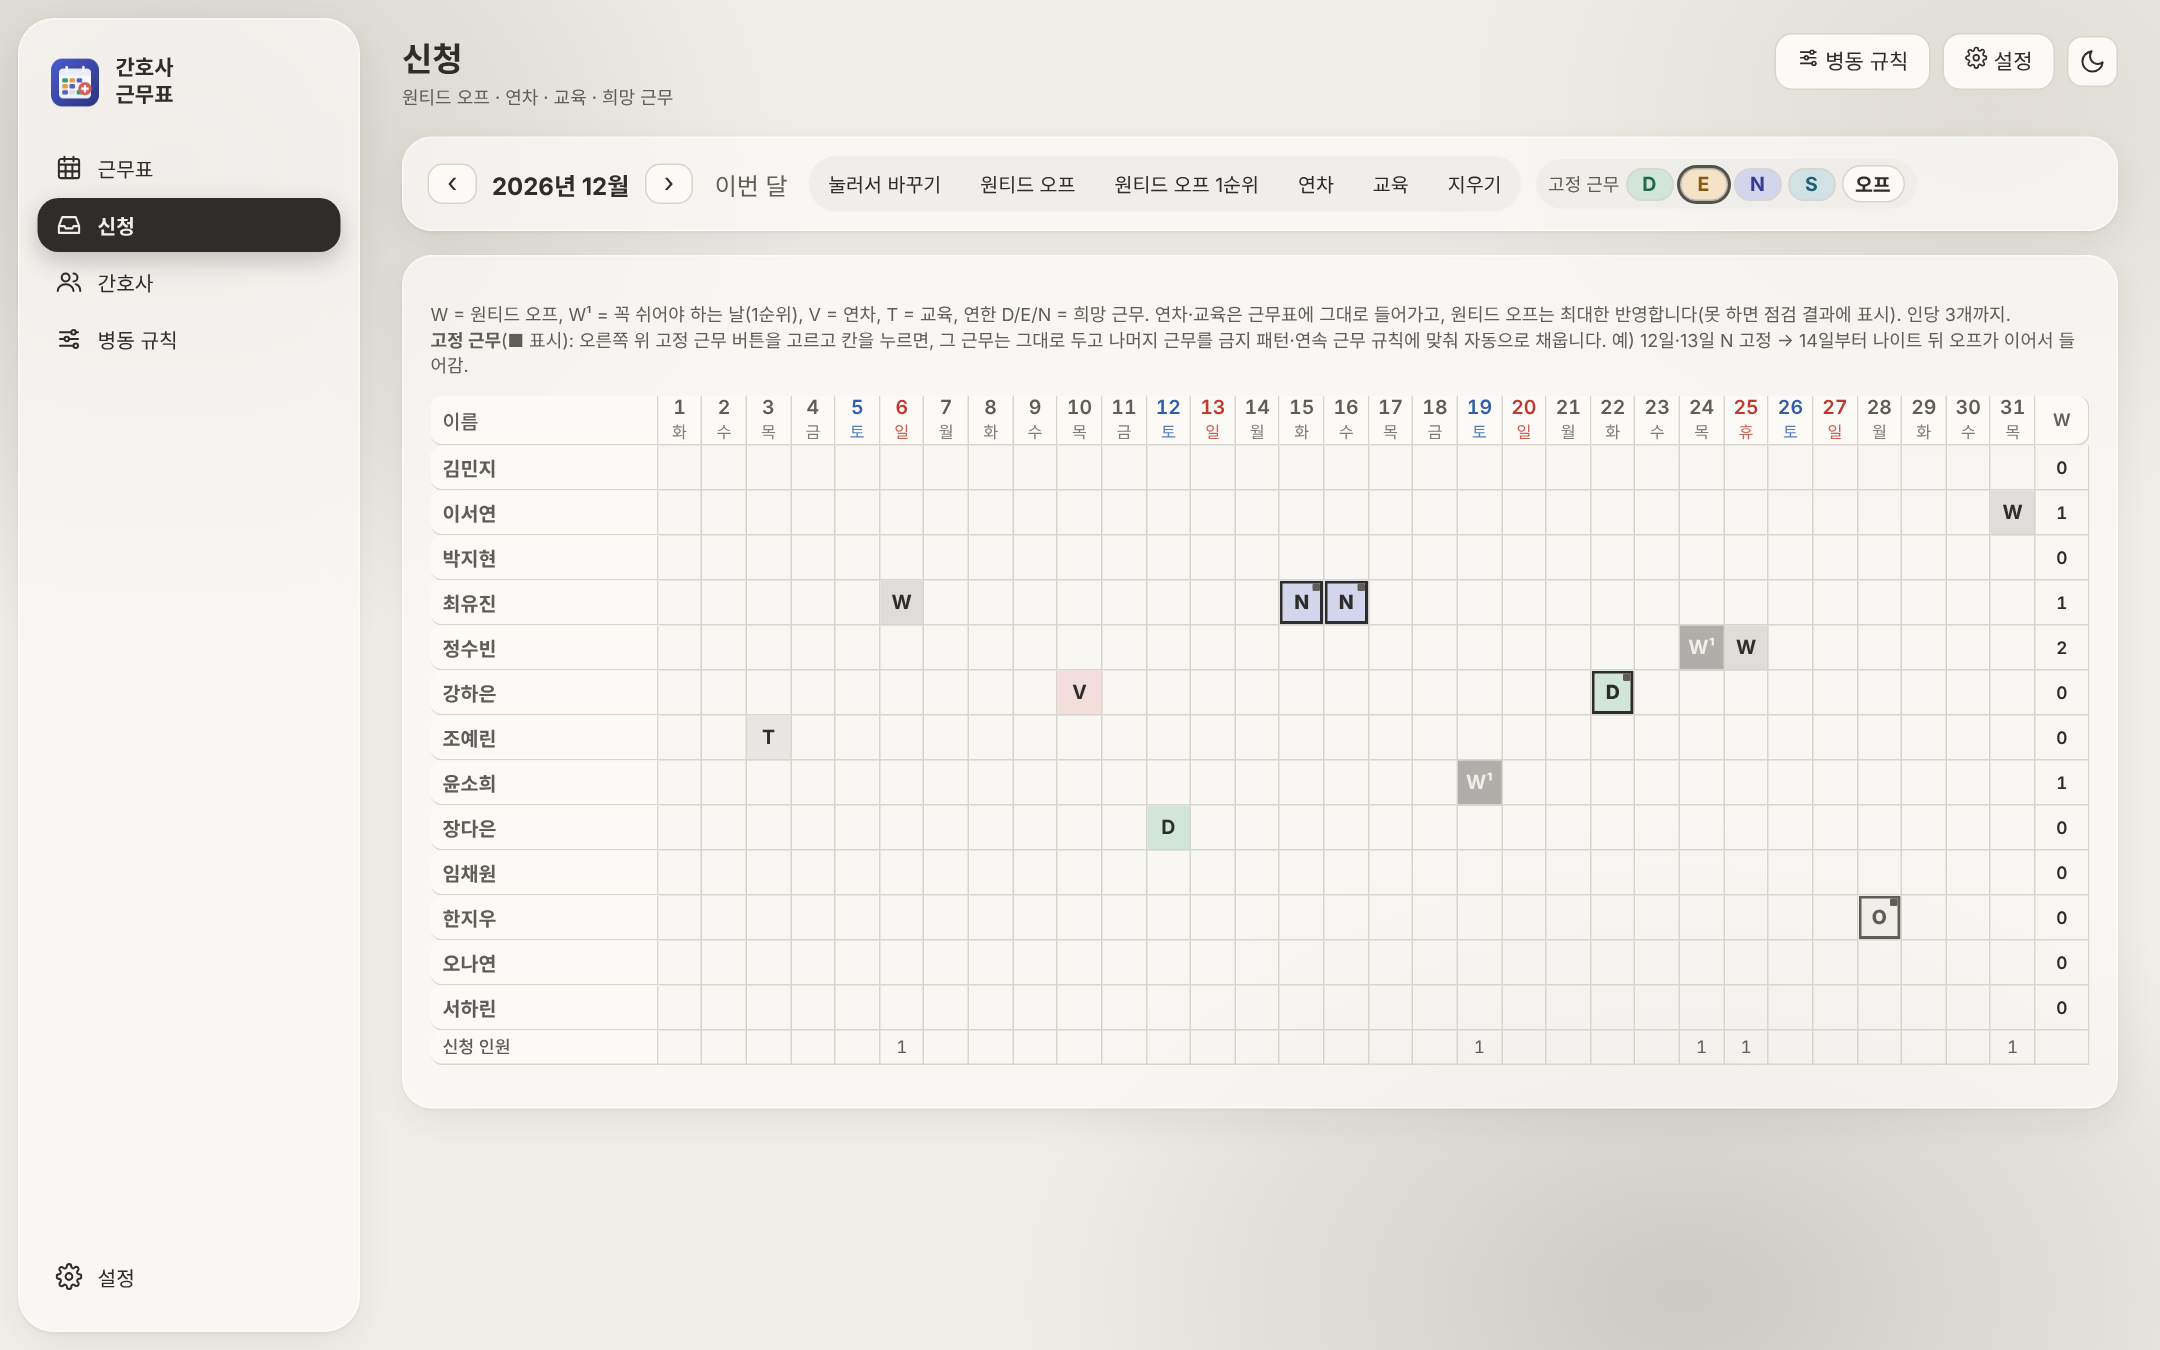 간호사
근무표
근무표
신청
간호사
병동 규칙
설정
신청
원티드 오프 · 연차 · 교육 · 희망 근무
병동 규칙 설정
2026년 12월 이번 달 눌러서 바꾸기 원티드 오프 원티드 오프 1순위 연차 교육 지우기 고정 근무 D E N S 오프
W = 원티드 오프, W¹ = 꼭 쉬어야 하는 날(1순위), V = 연차, T = 교육, 연한 D/E/N = 희망 근무. 연차·교육은 근무표에 그대로 들어가고, 원티드 오프는 최대한 반영합니다(못 하면 점검 결과에 표시). 인당 3개까지.
고정 근무(■ 표시): 오른쪽 위 고정 근무 버튼을 고르고 칸을 누르면, 그 근무는 그대로 두고 나머지 근무를 금지 패턴·연속 근무 규칙에 맞춰 자동으로 채웁니다. 예) 12일·13일 N 고정 → 14일부터 나이트 뒤 오프가 이어서 들
어감.
이름 1 2 3 4 5 6 7 8 9 10 11 12 13 14 15 16 17 18 19 20 21 22 23 24 25 26 27 28 29 30 31 W
화 수 목 금 토 일 월 화 수 목 금 토 일 월 화 수 목 금 토 일 월 화 수 목 휴 토 일 월 화 수 목
김민지 0
이서연 W 1
박지현 0
최유진 W N N 1
정수빈 W¹ W 2
강하은 V D 0
조예린 T 0
윤소희 W¹ 1
장다은 D 0
임채원 0
한지우 O 0
오나연 0
서하린 0
신청 인원 1 1 1 1 1